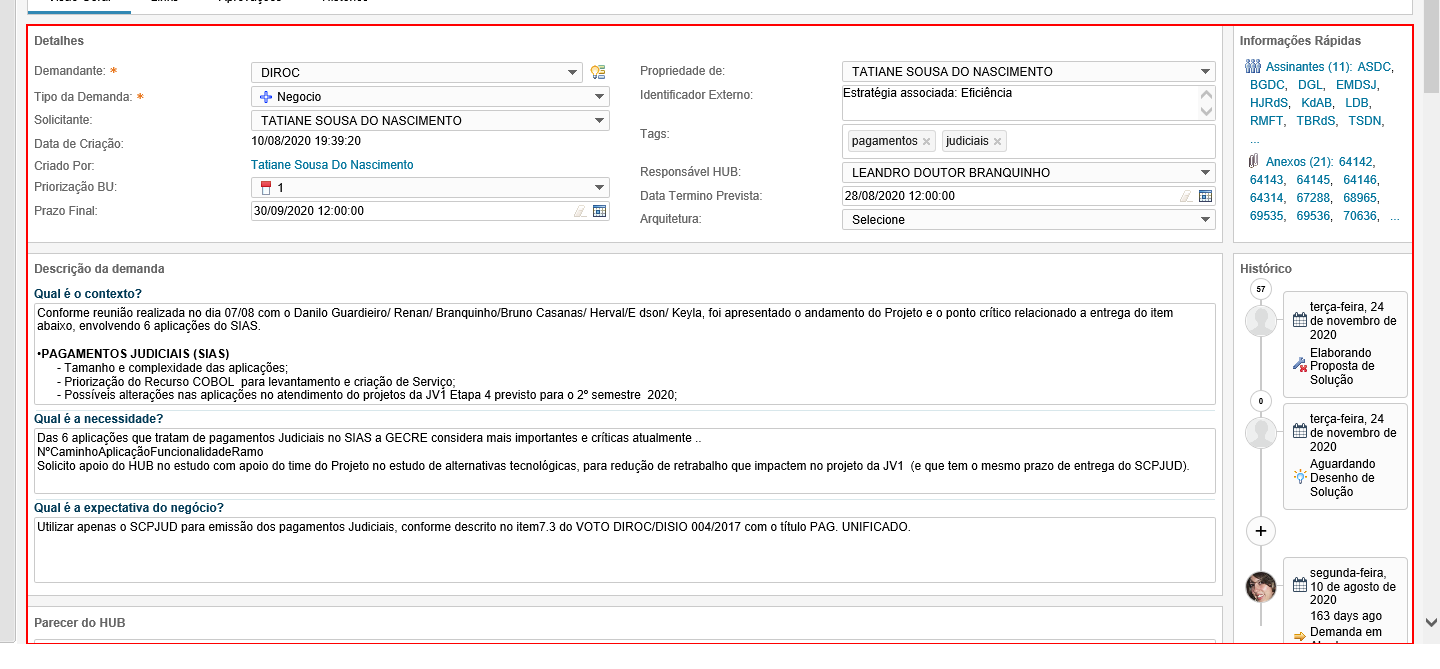 Detalhes
Demandante: *
DIROC
Tipo da Demanda: *
Negocio
Solicitante:
TATIANE SOUSA DO NASCIMENTO
Data de Criação:
10/08/2020 19:39:20
Criado Por:
Tatiane Sousa Do Nascimento
Priorização BU:
1
Prazo Final:
30/09/2020 12:00:00
Propriedade de:
TATIANE SOUSA DO NASCIMENTO
Identificador Externo:
Estratégia associada: Eficiência
Tags:
pagamentos × judiciais ×
Responsável HUB:
LEANDRO DOUTOR BRANQUINHO
Data Termino Prevista:
28/08/2020 12:00:00
Arquitetura:
Selecione
Informações Rápidas
Assinantes (11): ASDC,
BGDC, DGL, EMDSJ,
HJRdS, KdAB, LDB,
RMFT, TBRdS, TSDN,
...
Anexos (21): 64142,
64143, 64145, 64146,
64314, 67288, 68965,
69535, 69536, 70636, ...
Descrição da demanda
Qual é o contexto?
Conforme reunião realizada no dia 07/08 com o Danilo Guardieiro/ Renan/ Branquinho/Bruno Casanas/ Herval/E dson/ Keyla, foi apresentado o andamento do Projeto e o ponto crítico relacionado a entrega do item
abaixo, envolvendo 6 aplicações do SIAS.
•PAGAMENTOS JUDICIAIS (SIAS)
- Tamanho e complexidade das aplicações;
- Priorização do Recurso COBOL para levantamento e criação de Serviço;
- Possíveis alterações nas aplicações no atendimento do projetos da JV1 Etapa 4 previsto para o 2º semestre 2020;
Qual é a necessidade?
Das 6 aplicações que tratam de pagamentos Judiciais no SIAS a GECRE considera mais importantes e críticas atualmente ..
NºCaminhoAplicaçãoFuncionalidadeRamo
Solicito apoio do HUB no estudo com apoio do time do Projeto no estudo de alternativas tecnológicas, para redução de retrabalho que impactem no projeto da JV1 (e que tem o mesmo prazo de entrega do SCPJUD).
Qual é a expectativa do negócio?
Utilizar apenas o SCPJUD para emissão dos pagamentos Judiciais, conforme descrito no item7.3 do VOTO DIROC/DISIO 004/2017 com o título PAG. UNIFICADO.
Parecer do HUB
Histórico
57
terça-feira, 24
de novembro de
2020
Elaborando
Proposta de
Solução
0
terça-feira, 24
de novembro de
2020
Aguardando
Desenho de
Solução
+
segunda-feira,
10 de agosto de
2020
163 days ago
Demanda em